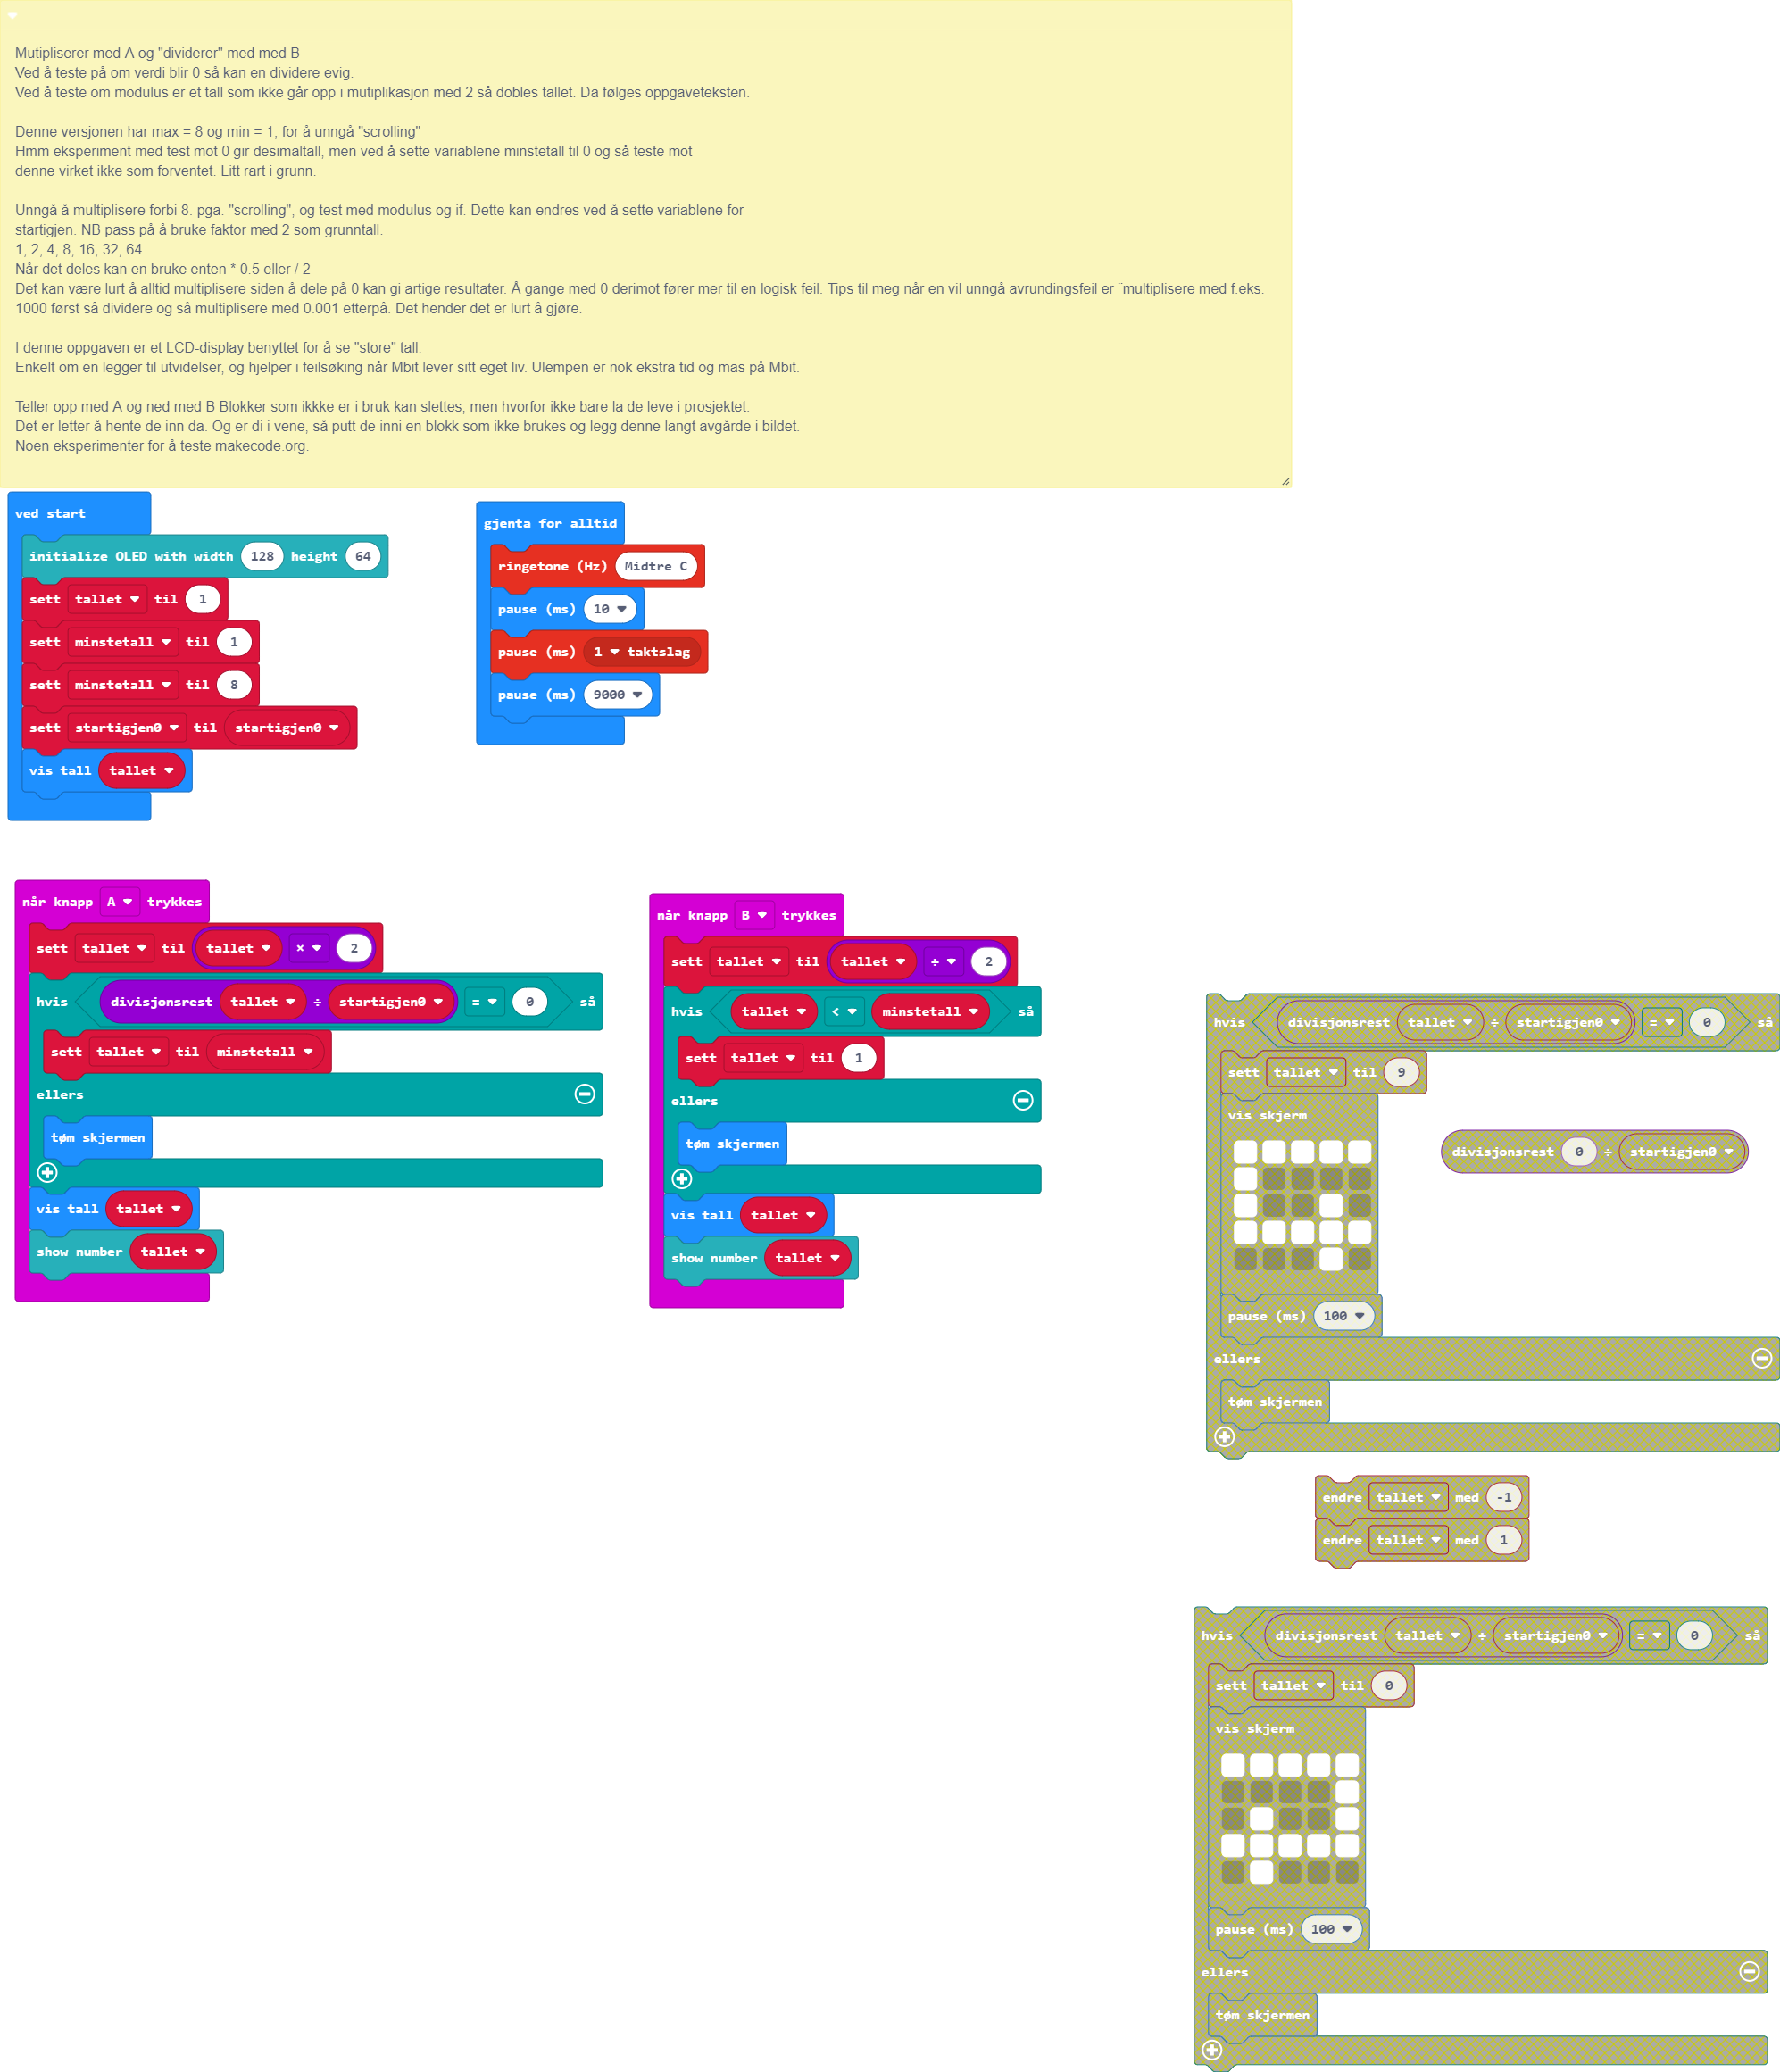 Mutipliserer med A og "dividerer" med med B
Ved å teste på om verdi blir 0 så kan en dividere evig.
Ved å teste om modulus er et tall som ikke går opp i mutiplikasjon med 2 så dobles tallet. Da følges oppgaveteksten.
Denne versjonen har max = 8 og min = 1, for å unngå "scrolling"
Hmm eksperiment med test mot 0 gir desimaltall, men ved å sette variablene minstetall til 0 og så teste mot
denne virket ikke som forventet. Litt rart i grunn.
Unngå å multiplisere forbi 8. pga. "scrolling", og test med modulus og if. Dette kan endres ved å sette variablene for
startigjen. NB pass på å bruke faktor med 2 som grunntall.
1, 2, 4, 8, 16, 32, 64
Når det deles kan en bruke enten * 0.5 eller / 2
Det kan være lurt å alltid multiplisere siden å dele på 0 kan gi artige resultater. Å gange med 0 derimot fører mer til en logisk feil. Tips til meg når en vil unngå avrundingsfeil er ¨multiplisere med f.eks.
1000 først så dividere og så multiplisere med 0.001 etterpå. Det hender det er lurt å gjøre.
I denne oppgaven er et LCD-display benyttet for å se "store" tall.
Enkelt om en legger til utvidelser, og hjelper i feilsøking når Mbit lever sitt eget liv. Ulempen er nok ekstra tid og mas på Mbit.
Teller opp med A og ned med B Blokker som ikkke er i bruk kan slettes, men hvorfor ikke bare la de leve i prosjektet.
Det er letter å hente de inn da. Og er di i vene, så putt de inni en blokk som ikke brukes og legg denne langt avgårde i bildet.
Noen eksperimenter for å teste makecode.org.
ved start
initialize OLED with width 128 height 64
sett tallet til 1
sett minstetall til 1
sett minstetall til 8
sett startigjen0 til startigjen0
vis tall tallet
gjenta for alltid
ringetone (Hz) Midtre C
pause (ms) 10
pause (ms) 1 taktslag
pause (ms) 9000
når knapp A trykkes
sett tallet til tallet × 2
hvis divisjonsrest tallet ÷ startigjen0 = 0 så
sett tallet til minstetall
ellers
tøm skjermen
vis tall tallet
show number tallet
når knapp B trykkes
sett tallet til tallet ÷ 2
hvis tallet < minstetall så
sett tallet til 1
ellers
tøm skjermen
vis tall tallet
show number tallet
hvis divisjonsrest tallet ÷ startigjen0 = 0 så
sett tallet til 9
vis skjerm
divisjonsrest 0 ÷ startigjen0
pause (ms) 100
ellers
tøm skjermen
endre tallet med -1
endre tallet med 1
hvis divisjonsrest tallet ÷ startigjen0 = 0 så
sett tallet til 0
vis skjerm
pause (ms) 100
ellers
tøm skjermen